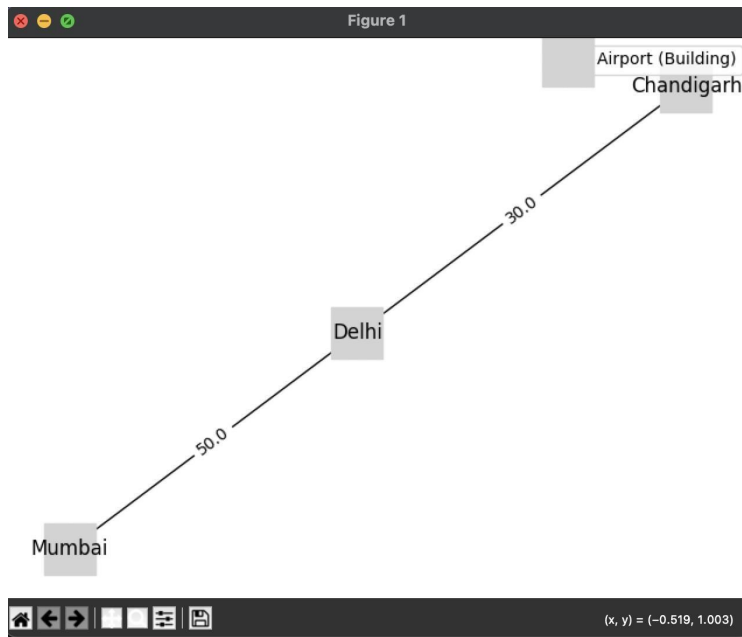 Figure 1
Airport (Building)
Chandigarh
30.0
Delhi
50.0
Mumbai
(x, y) = (−0.519, 1.003)